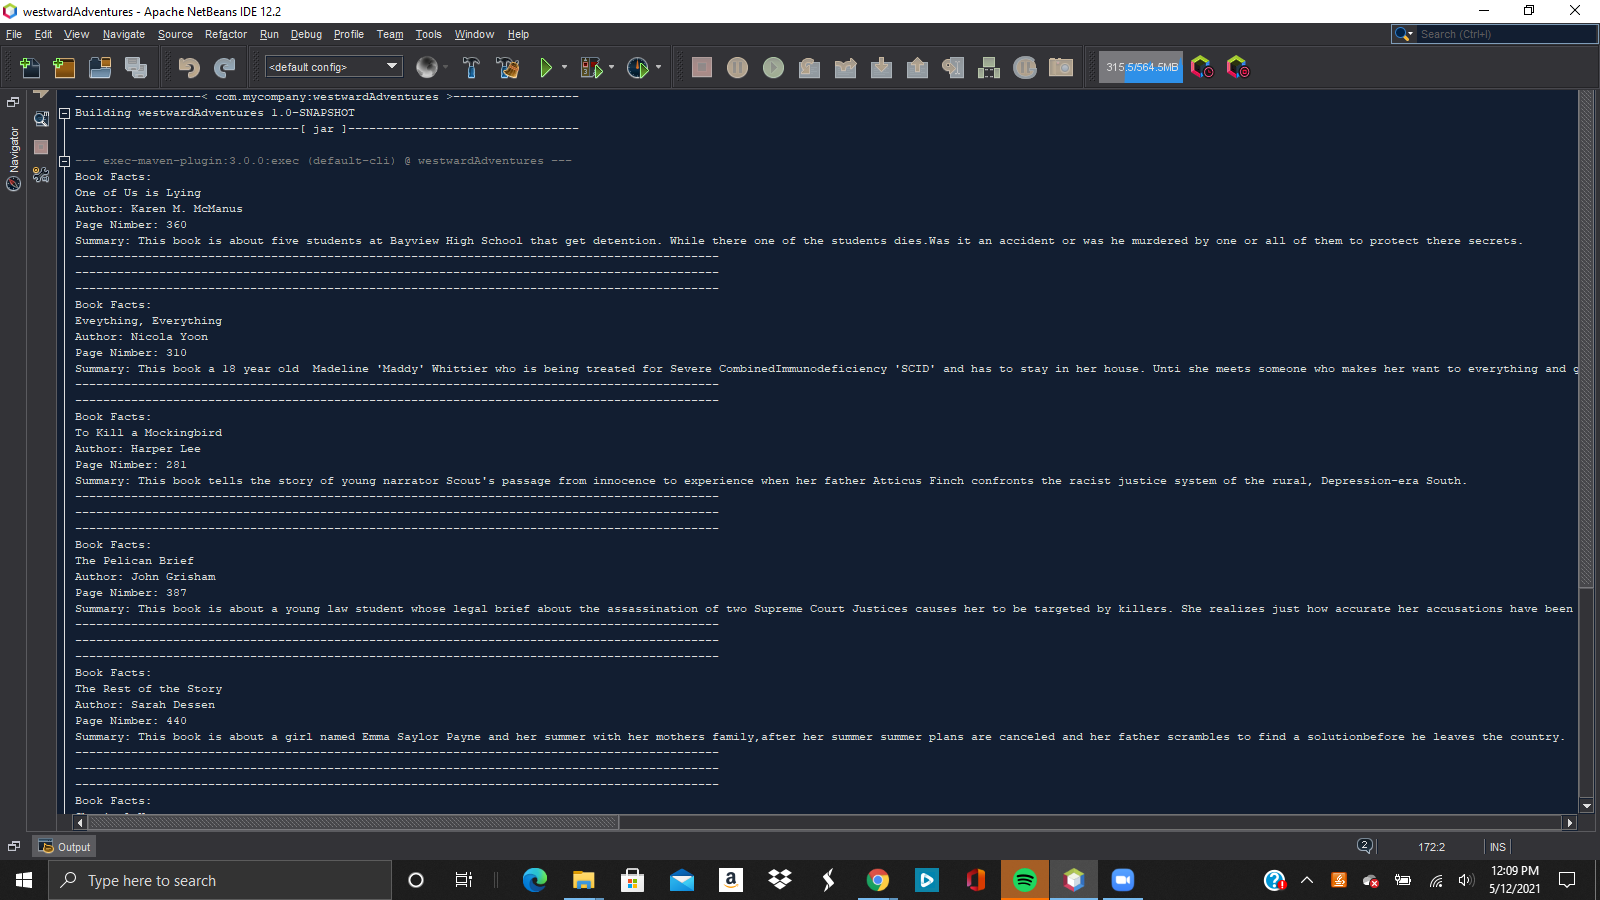 westwardAdventures - Apache NetBeans IDE 12.2
File Edit View Navigate Source Refactor Run Debug Profile Team Tools Window Help
Search (Ctrl+I)
<default config>
315.5/564.5MB
Navigator
------------------< com.mycompany:westwardAdventures >------------------
Building westwardAdventures 1.0-SNAPSHOT
--------------------------------[ jar ]---------------------------------
--- exec-maven-plugin:3.0.0:exec (default-cli) @ westwardAdventures ---
Book Facts:
One of Us is Lying
Author: Karen M. McManus
Page Nimber: 360
Summary: This book is about five students at Bayview High School that get detention. While there one of the students dies.Was it an accident or was he murdered by one or all of them to protect there secrets.
--------------------------------------------------------------------------------------------
--------------------------------------------------------------------------------------------
--------------------------------------------------------------------------------------------
Book Facts:
Eveything, Everything
Author: Nicola Yoon
Page Nimber: 310
Summary: This book a 18 year old  Madeline 'Maddy' Whittier who is being treated for Severe CombinedImmunodeficiency 'SCID' and has to stay in her house. Unti she meets someone who makes her want to everything and g
--------------------------------------------------------------------------------------------
--------------------------------------------------------------------------------------------
Book Facts:
To Kill a Mockingbird
Author: Harper Lee
Page Nimber: 281
Summary: This book tells the story of young narrator Scout's passage from innocence to experience when her father Atticus Finch confronts the racist justice system of the rural, Depression-era South.
--------------------------------------------------------------------------------------------
--------------------------------------------------------------------------------------------
--------------------------------------------------------------------------------------------
Book Facts:
The Pelican Brief
Author: John Grisham
Page Nimber: 387
Summary: This book is about a young law student whose legal brief about the assassination of two Supreme Court Justices causes her to be targeted by killers. She realizes just how accurate her accusations have been
--------------------------------------------------------------------------------------------
--------------------------------------------------------------------------------------------
--------------------------------------------------------------------------------------------
Book Facts:
The Rest of the Story
Author: Sarah Dessen
Page Nimber: 440
Summary: This book is about a girl named Emma Saylor Payne and her summer with her mothers family,after her summer summer plans are canceled and her father scrambles to find a solutionbefore he leaves the country.
--------------------------------------------------------------------------------------------
--------------------------------------------------------------------------------------------
--------------------------------------------------------------------------------------------
Book Facts:
Output
2
172:2
INS
Type here to search
12:09 PM
5/12/2021